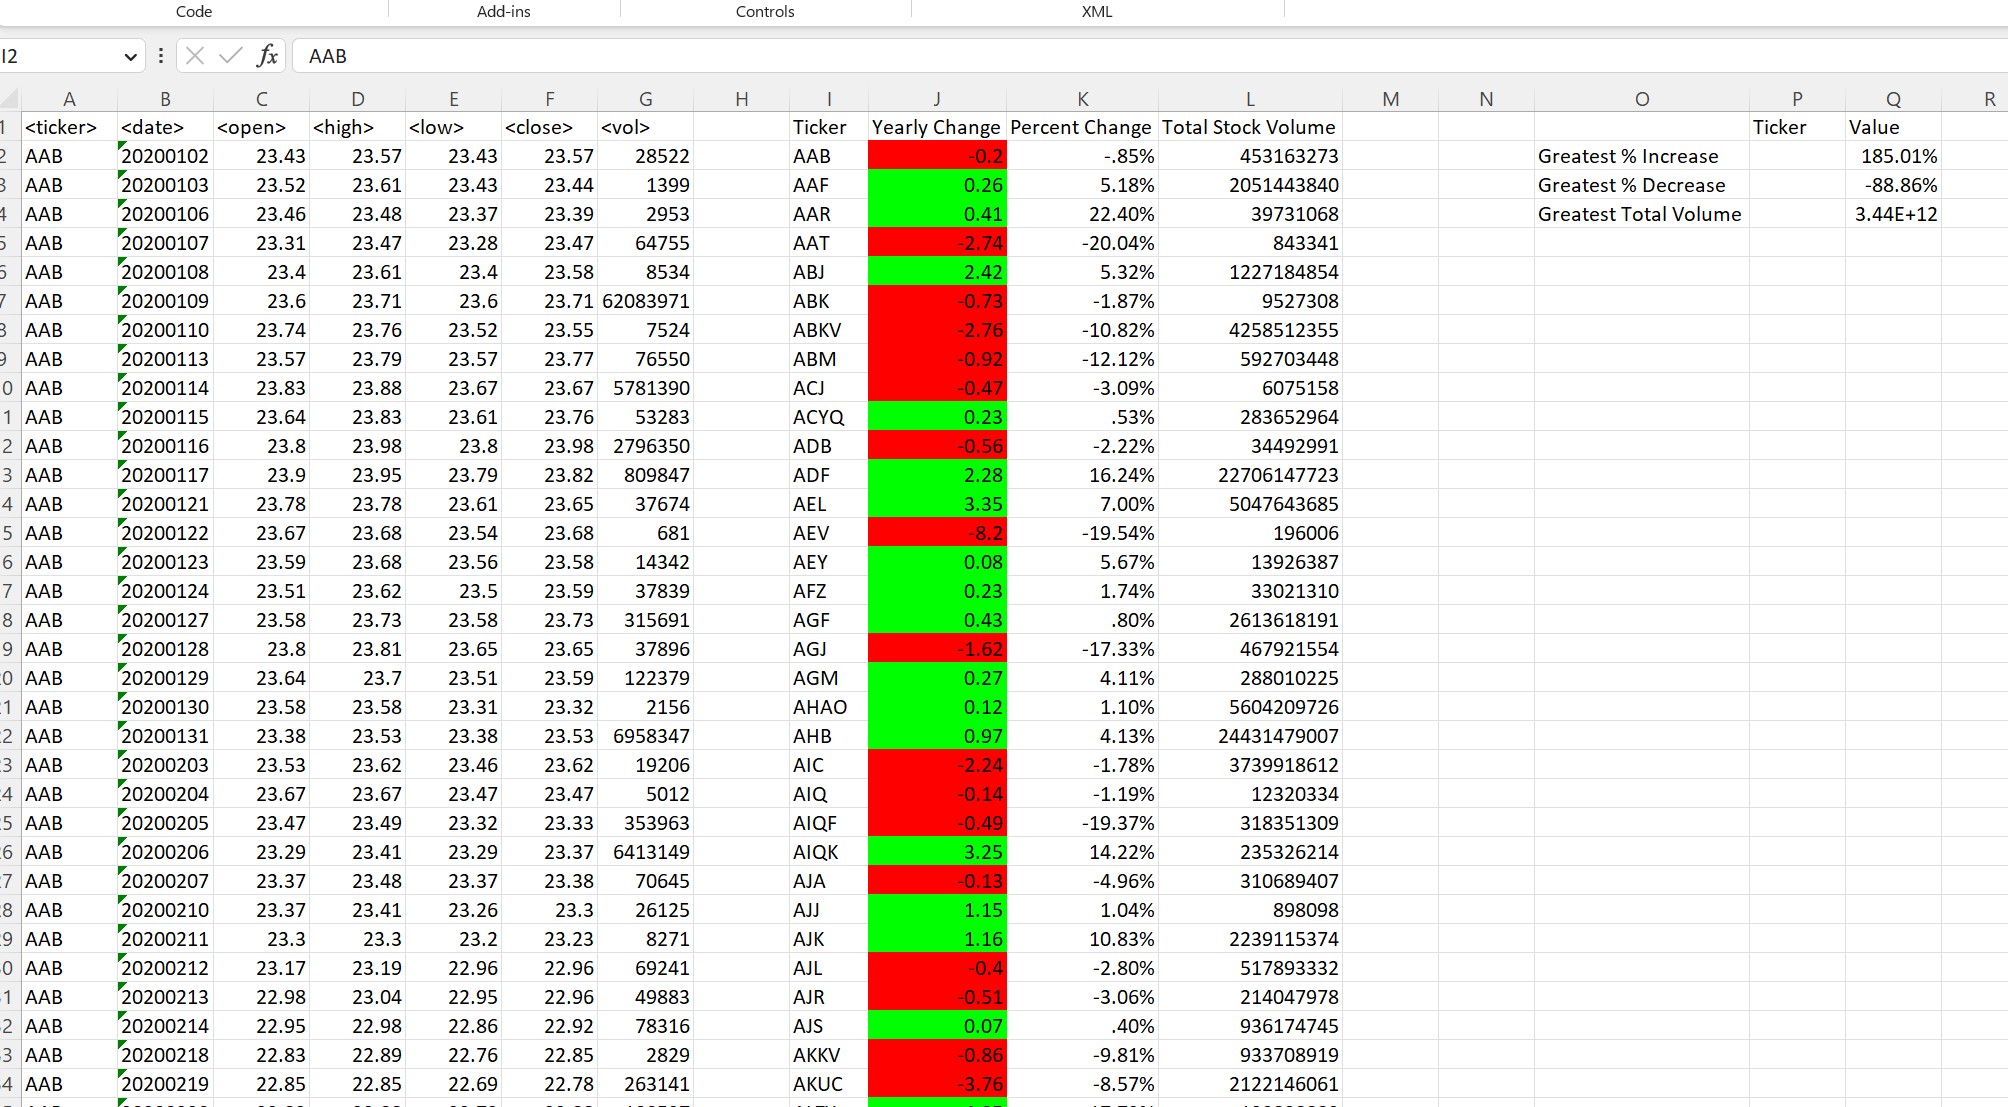 Code Add-ins Controls XML
I2 fx AAB
A B C D E F G H I J K L M N O P Q R
1 <ticker> <date> <open> <high> <low> <close> <vol> Ticker Yearly Change Percent Change Total Stock Volume Ticker Value
2 AAB 20200102 23.43 23.57 23.43 23.57 28522 AAB -0.2 -.85% 453163273 Greatest % Increase 185.01%
3 AAB 20200103 23.52 23.61 23.43 23.44 1399 AAF 0.26 5.18% 2051443840 Greatest % Decrease -88.86%
4 AAB 20200106 23.46 23.48 23.37 23.39 2953 AAR 0.41 22.40% 39731068 Greatest Total Volume 3.44E+12
5 AAB 20200107 23.31 23.47 23.28 23.47 64755 AAT -2.74 -20.04% 843341
6 AAB 20200108 23.4 23.61 23.4 23.58 8534 ABJ 2.42 5.32% 1227184854
7 AAB 20200109 23.6 23.71 23.6 23.71 62083971 ABK -0.73 -1.87% 9527308
8 AAB 20200110 23.74 23.76 23.52 23.55 7524 ABKV -2.76 -10.82% 4258512355
9 AAB 20200113 23.57 23.79 23.57 23.77 76550 ABM -0.92 -12.12% 592703448
0 AAB 20200114 23.83 23.88 23.67 23.67 5781390 ACJ -0.47 -3.09% 6075158
1 AAB 20200115 23.64 23.83 23.61 23.76 53283 ACYQ 0.23 .53% 283652964
2 AAB 20200116 23.8 23.98 23.8 23.98 2796350 ADB -0.56 -2.22% 34492991
3 AAB 20200117 23.9 23.95 23.79 23.82 809847 ADF 2.28 16.24% 22706147723
4 AAB 20200121 23.78 23.78 23.61 23.65 37674 AEL 3.35 7.00% 5047643685
5 AAB 20200122 23.67 23.68 23.54 23.68 681 AEV -8.2 -19.54% 196006
6 AAB 20200123 23.59 23.68 23.56 23.58 14342 AEY 0.08 5.67% 13926387
7 AAB 20200124 23.51 23.62 23.5 23.59 37839 AFZ 0.23 1.74% 33021310
8 AAB 20200127 23.58 23.73 23.58 23.73 315691 AGF 0.43 .80% 2613618191
9 AAB 20200128 23.8 23.81 23.65 23.65 37896 AGJ -1.62 -17.33% 467921554
20 AAB 20200129 23.64 23.7 23.51 23.59 122379 AGM 0.27 4.11% 288010225
1 AAB 20200130 23.58 23.58 23.31 23.32 2156 AHAO 0.12 1.10% 5604209726
22 AAB 20200131 23.38 23.53 23.38 23.53 6958347 AHB 0.97 4.13% 24431479007
23 AAB 20200203 23.53 23.62 23.46 23.62 19206 AIC -2.24 -1.78% 3739918612
24 AAB 20200204 23.67 23.67 23.47 23.47 5012 AIQ -0.14 -1.19% 12320334
25 AAB 20200205 23.47 23.49 23.32 23.33 353963 AIQF -0.49 -19.37% 318351309
26 AAB 20200206 23.29 23.41 23.29 23.37 6413149 AIQK 3.25 14.22% 235326214
27 AAB 20200207 23.37 23.48 23.37 23.38 70645 AJA -0.13 -4.96% 310689407
28 AAB 20200210 23.37 23.41 23.26 23.3 26125 AJJ 1.15 1.04% 898098
29 AAB 20200211 23.3 23.3 23.2 23.23 8271 AJK 1.16 10.83% 2239115374
0 AAB 20200212 23.17 23.19 22.96 22.96 69241 AJL -0.4 -2.80% 517893332
1 AAB 20200213 22.98 23.04 22.95 22.96 49883 AJR -0.51 -3.06% 214047978
2 AAB 20200214 22.95 22.98 22.86 22.92 78316 AJS 0.07 .40% 936174745
3 AAB 20200218 22.83 22.89 22.76 22.85 2829 AKKV -0.86 -9.81% 933708919
4 AAB 20200219 22.85 22.85 22.69 22.78 263141 AKUC -3.76 -8.57% 2122146061